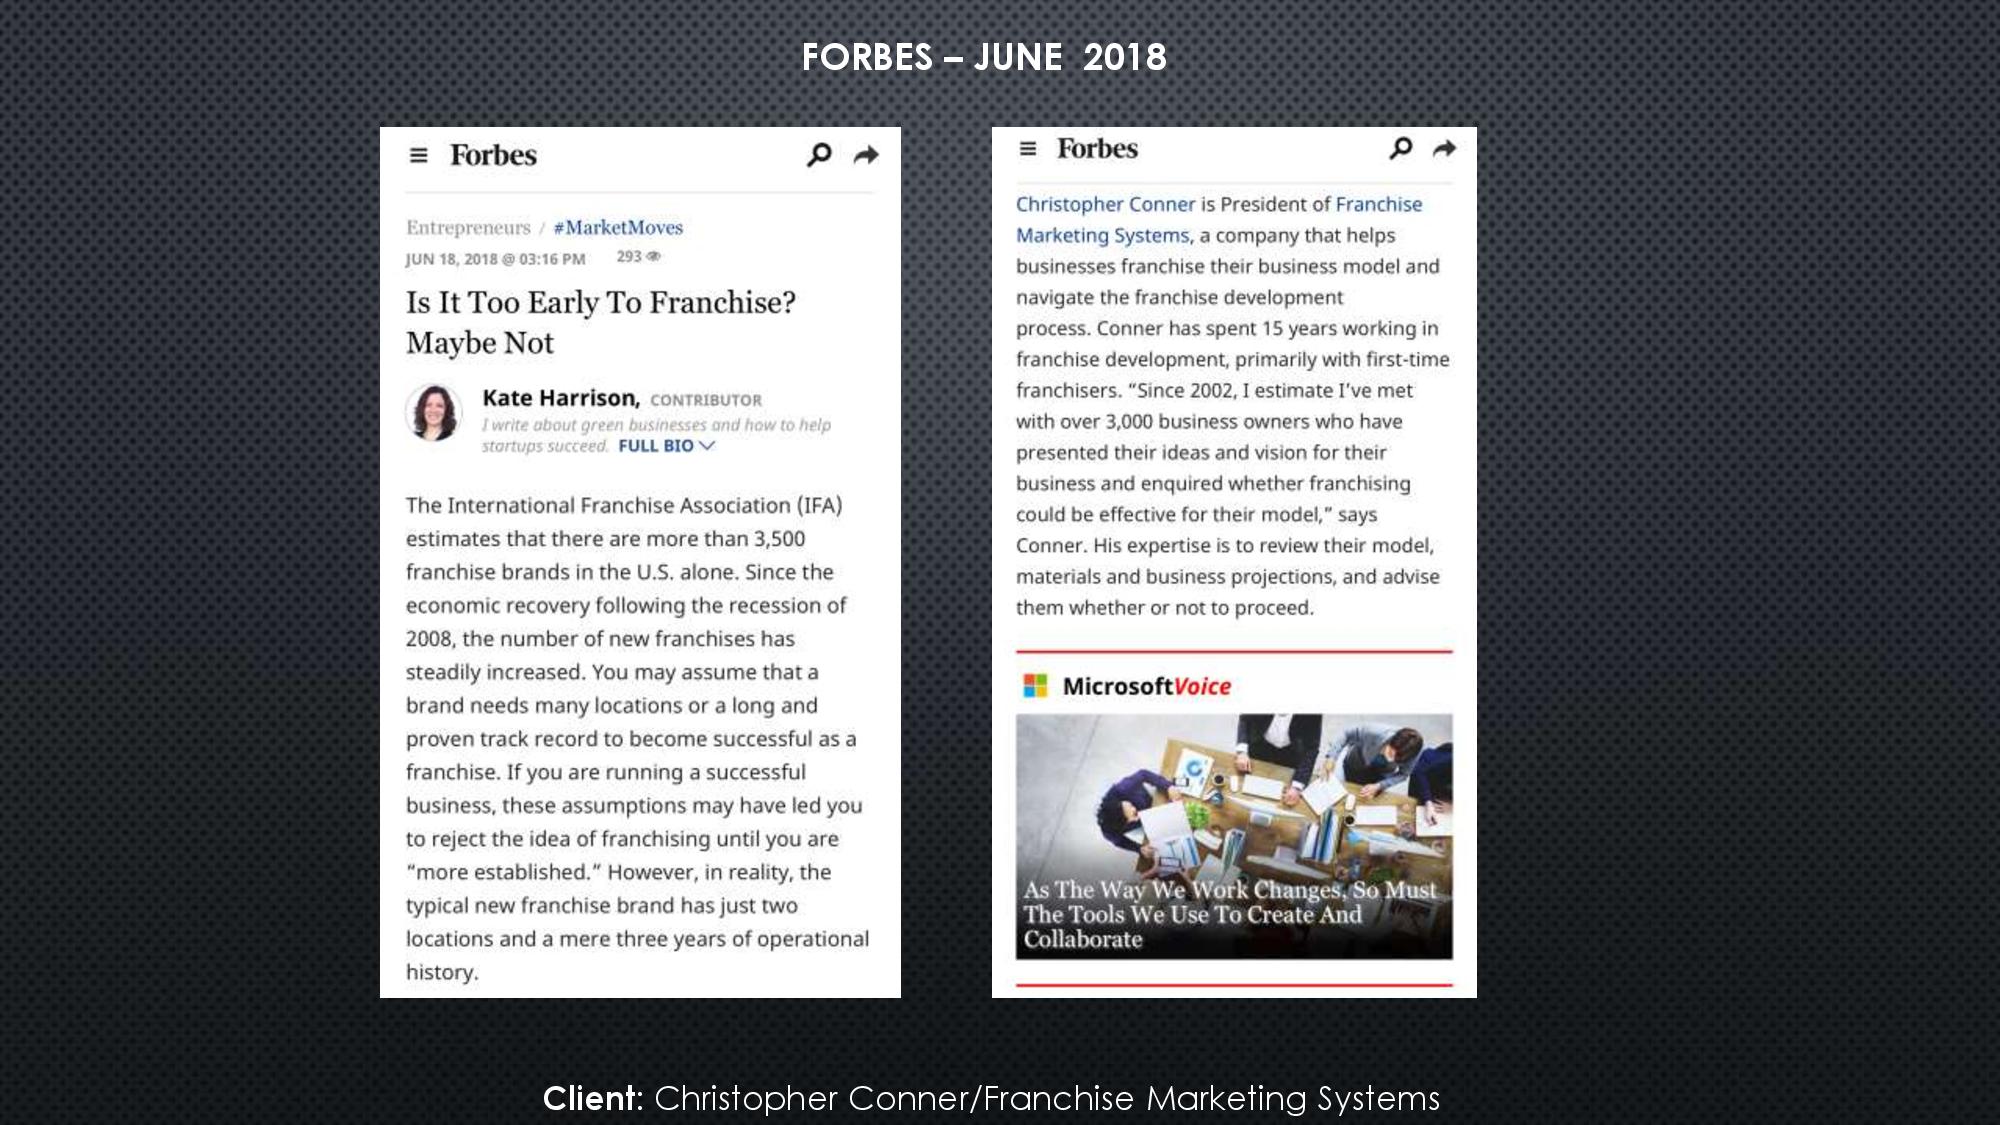 FORBES – JUNE 2018
Forbes
Entrepreneurs / #MarketMoves
JUN 18, 2018 @ 03:16 PM 293
Is It Too Early To Franchise?
Maybe Not
Kate Harrison, CONTRIBUTOR
I write about green businesses and how to help
startups succeed. FULL BIO
The International Franchise Association (IFA)
estimates that there are more than 3,500
franchise brands in the U.S. alone. Since the
economic recovery following the recession of
2008, the number of new franchises has
steadily increased. You may assume that a
brand needs many locations or a long and
proven track record to become successful as a
franchise. If you are running a successful
business, these assumptions may have led you
to reject the idea of franchising until you are
“more established.” However, in reality, the
typical new franchise brand has just two
locations and a mere three years of operational
history.
Forbes
Christopher Conner is President of Franchise
Marketing Systems, a company that helps
businesses franchise their business model and
navigate the franchise development
process. Conner has spent 15 years working in
franchise development, primarily with first-time
franchisers. “Since 2002, I estimate I’ve met
with over 3,000 business owners who have
presented their ideas and vision for their
business and enquired whether franchising
could be effective for their model,” says
Conner. His expertise is to review their model,
materials and business projections, and advise
them whether or not to proceed.
MicrosoftVoice
As The Way We Work Changes, So Must
The Tools We Use To Create And
Collaborate
Client: Christopher Conner/Franchise Marketing Systems